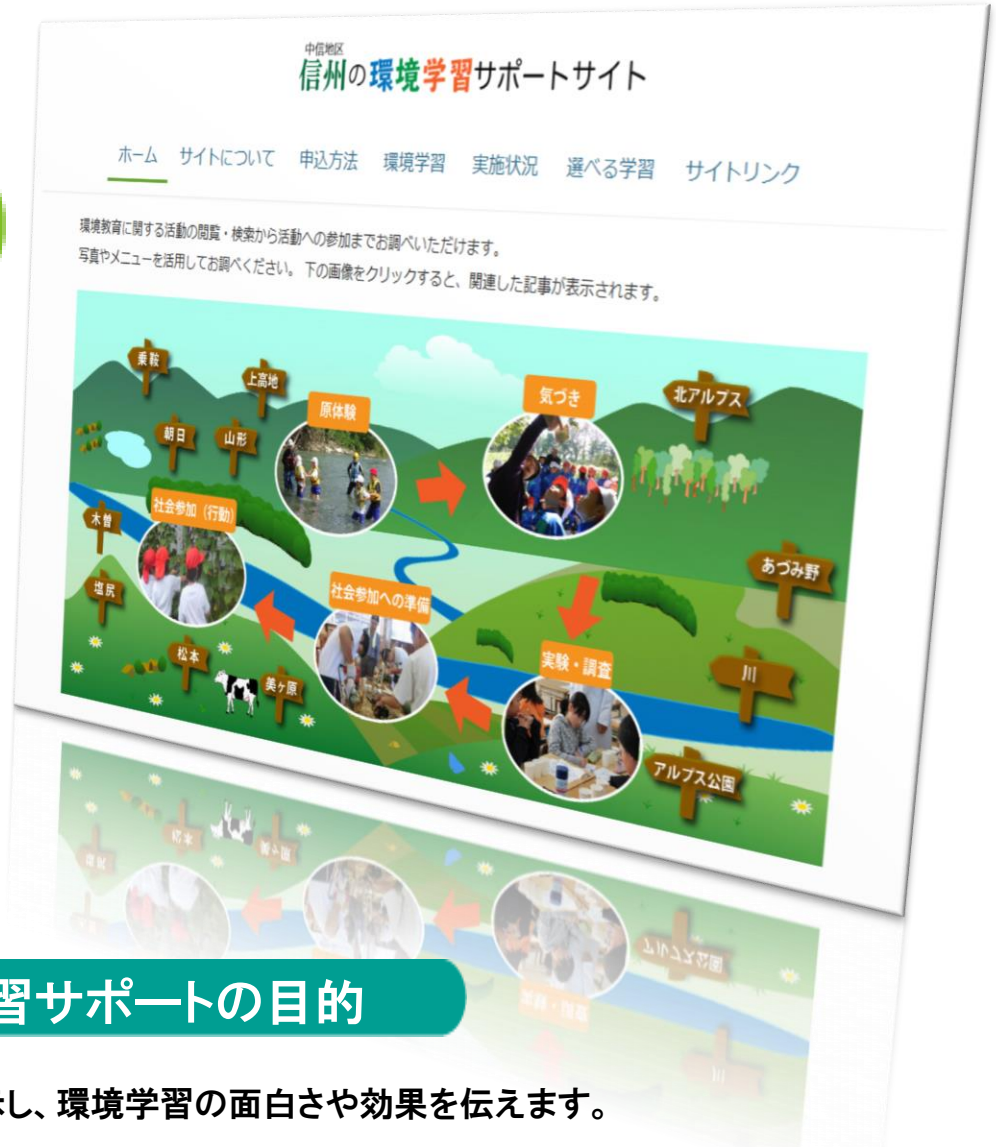 中信地区
信州の環境学習サポートサイト
ホーム サイトについて 申込方法 環境学習 実施状況 選べる学習 サイトリンク
環境教育に関する活動の閲覧・検索から活動への参加までお調べいただけます。
写真やメニューを活用してお調べください。 下の画像をクリックすると、関連した記事が表示されます。
乗鞍
上高地
原体験
気づき
北アルプス
朝日
山形
社会参加(行動)
木曽
あづみ野
塩尻
社会参加への準備
松本
美ヶ原
実験・調査
川
アルプス公園
習サポートの目的
し、環境学習の面白さや効果を伝えます。